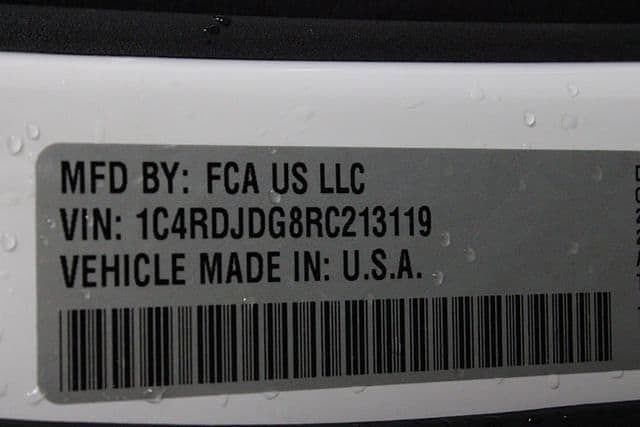 MFD BY: FCA US LLC
VIN: 1C4RDJDG8RC213119
VEHICLE MADE IN: U.S.A.